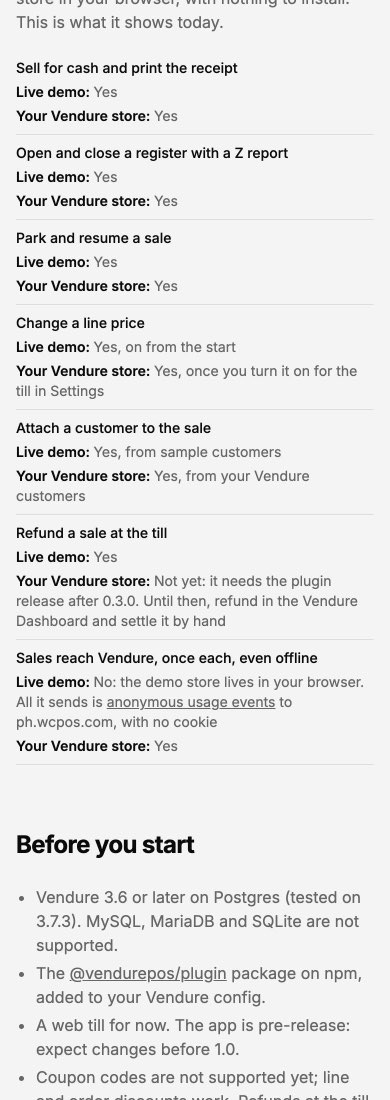 store in your browser, with nothing to install.
This is what it shows today.
Sell for cash and print the receipt
Live demo: Yes
Your Vendure store: Yes
Open and close a register with a Z report
Live demo: Yes
Your Vendure store: Yes
Park and resume a sale
Live demo: Yes
Your Vendure store: Yes
Change a line price
Live demo: Yes, on from the start
Your Vendure store: Yes, once you turn it on for the
till in Settings
Attach a customer to the sale
Live demo: Yes, from sample customers
Your Vendure store: Yes, from your Vendure
customers
Refund a sale at the till
Live demo: Yes
Your Vendure store: Not yet: it needs the plugin
release after 0.3.0. Until then, refund in the Vendure
Dashboard and settle it by hand
Sales reach Vendure, once each, even offline
Live demo: No: the demo store lives in your browser.
All it sends is anonymous usage events to
ph.wcpos.com, with no cookie
Your Vendure store: Yes
Before you start
• Vendure 3.6 or later on Postgres (tested on
3.7.3). MySQL, MariaDB and SQLite are not
supported.
• The @vendurepos/plugin package on npm,
added to your Vendure config.
• A web till for now. The app is pre-release:
expect changes before 1.0.
• Coupon codes are not supported yet; line
and order discounts work. Refunds at the till